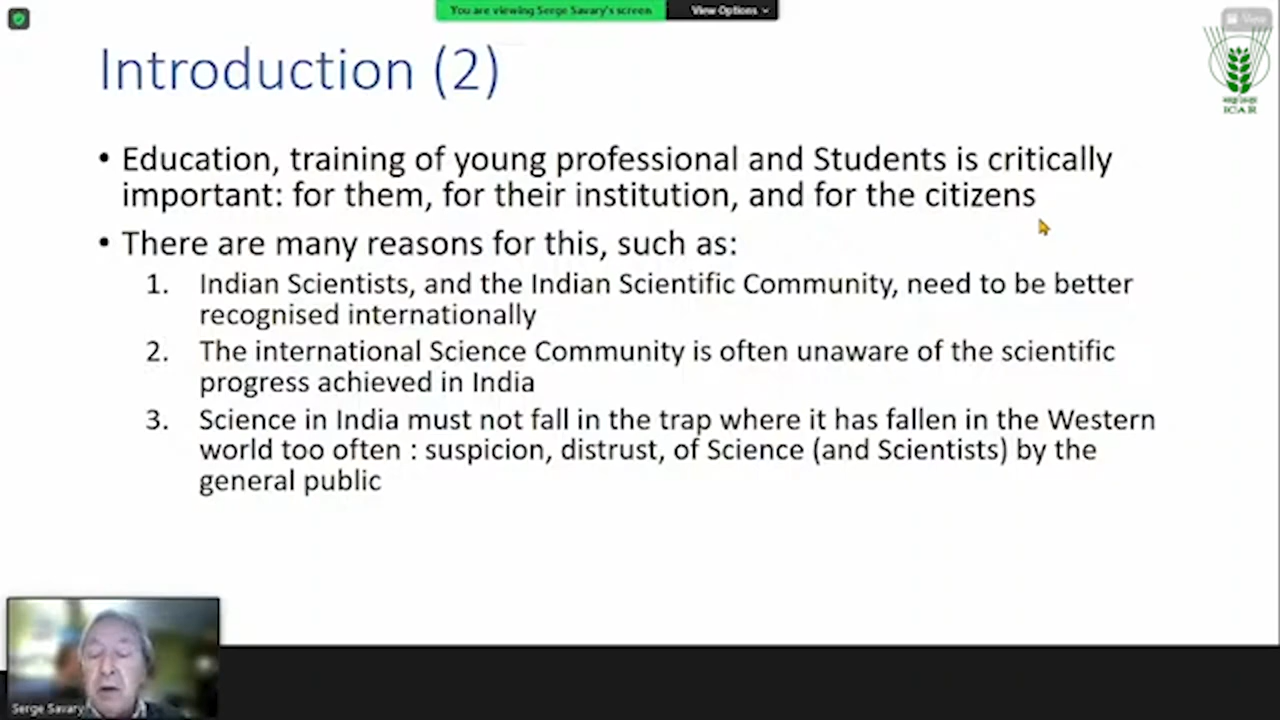 You are viewing Serge Savary's screen
View Options
View
Introduction (2)
ICAR
• Education, training of young professional and Students is critically
important: for them, for their institution, and for the citizens
• There are many reasons for this, such as:
1. Indian Scientists, and the Indian Scientific Community, need to be better
recognised internationally
2. The international Science Community is often unaware of the scientific
progress achieved in India
3. Science in India must not fall in the trap where it has fallen in the Western
world too often : suspicion, distrust, of Science (and Scientists) by the
general public
Serge Savary